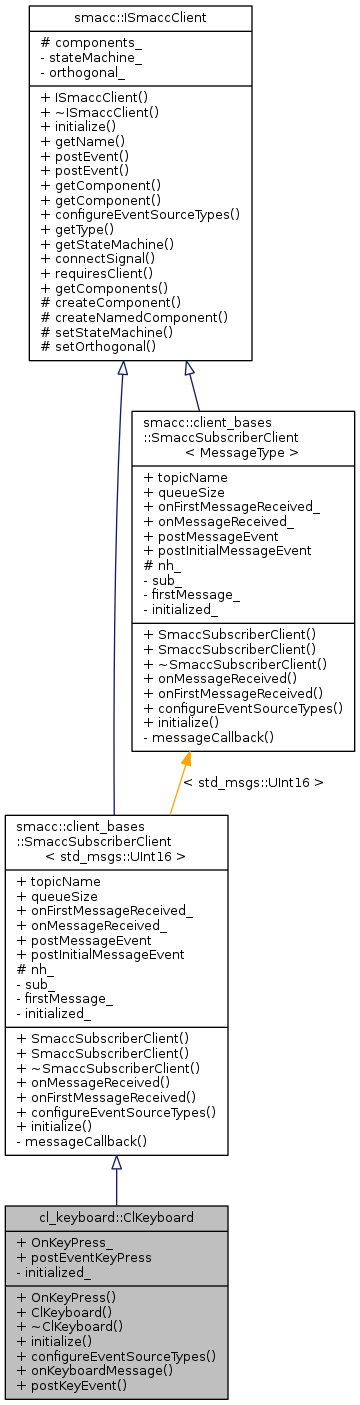 smacc::ISmaccClient
# components_
- stateMachine_
- orthogonal_
+ ISmaccClient()
+ ~ISmaccClient()
+ initialize()
+ getName()
+ postEvent()
+ postEvent()
+ getComponent()
+ getComponent()
+ configureEventSourceTypes()
+ getType()
+ getStateMachine()
+ connectSignal()
+ requiresClient()
+ getComponents()
# createComponent()
# createNamedComponent()
# setStateMachine()
# setOrthogonal()
smacc::client_bases
::SmaccSubscriberClient
< MessageType >
+ topicName
+ queueSize
+ onFirstMessageReceived_
+ onMessageReceived_
+ postMessageEvent
+ postInitialMessageEvent
# nh_
- sub_
- firstMessage_
- initialized_
+ SmaccSubscriberClient()
+ SmaccSubscriberClient()
+ ~SmaccSubscriberClient()
+ onMessageReceived()
+ onFirstMessageReceived()
+ configureEventSourceTypes()
+ initialize()
- messageCallback()
< std_msgs::UInt16 >
smacc::client_bases
::SmaccSubscriberClient
< std_msgs::UInt16 >
+ topicName
+ queueSize
+ onFirstMessageReceived_
+ onMessageReceived_
+ postMessageEvent
+ postInitialMessageEvent
# nh_
- sub_
- firstMessage_
- initialized_
+ SmaccSubscriberClient()
+ SmaccSubscriberClient()
+ ~SmaccSubscriberClient()
+ onMessageReceived()
+ onFirstMessageReceived()
+ configureEventSourceTypes()
+ initialize()
- messageCallback()
cl_keyboard::ClKeyboard
+ OnKeyPress_
+ postEventKeyPress
- initialized_
+ OnKeyPress()
+ ClKeyboard()
+ ~ClKeyboard()
+ initialize()
+ configureEventSourceTypes()
+ onKeyboardMessage()
+ postKeyEvent()